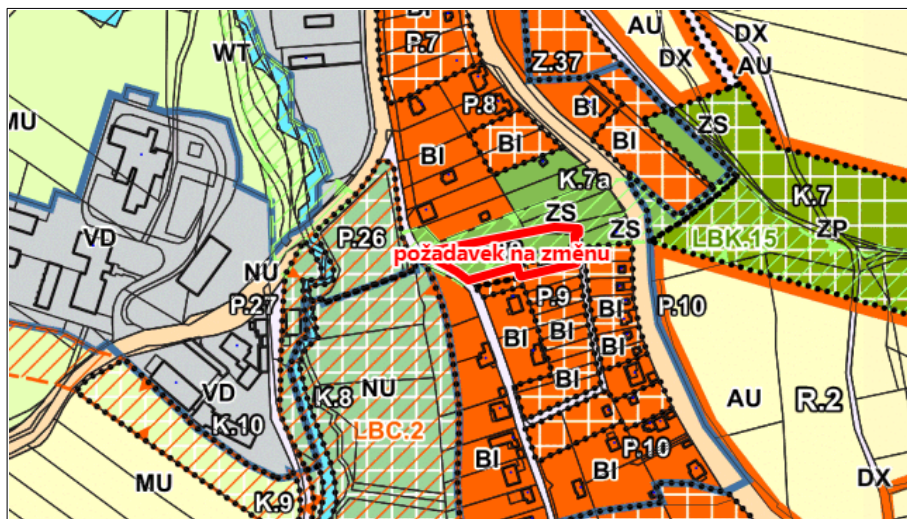 BI
P.7
WT
AU
DX
DX
AU
Z.37
P.8
BI
MU
BI
BI
ZS
BI
K.7a
K.7
ZS
ZS
ZP
LBK.15
VD
P.26
požadavek na změnu
NU
P.27
P.9
P.10
BI
BI
BI
BI
VD
K.8
NU
BI
AU
R.2
K.10
LBC.2
BI
BI
P.10
BI
MU
K.9
DX